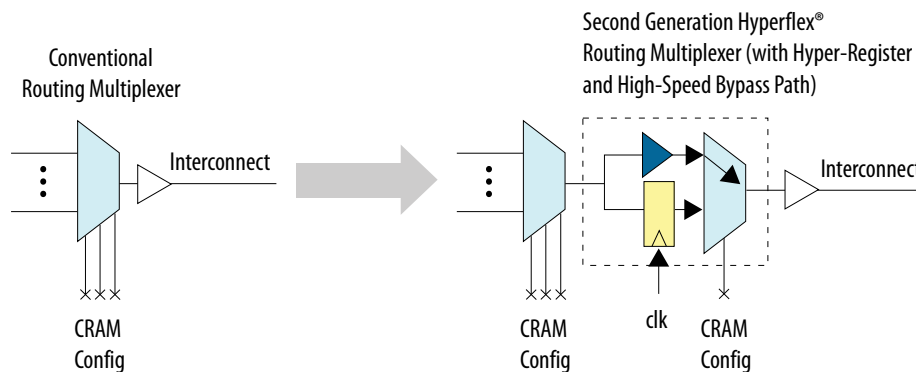 Conventional
Routing Multiplexer
Interconnect
CRAM
Config
Second Generation Hyperflex®
Routing Multiplexer (with Hyper-Register
and High-Speed Bypass Path)
Interconnect
CRAM
Config
clk
CRAM
Config